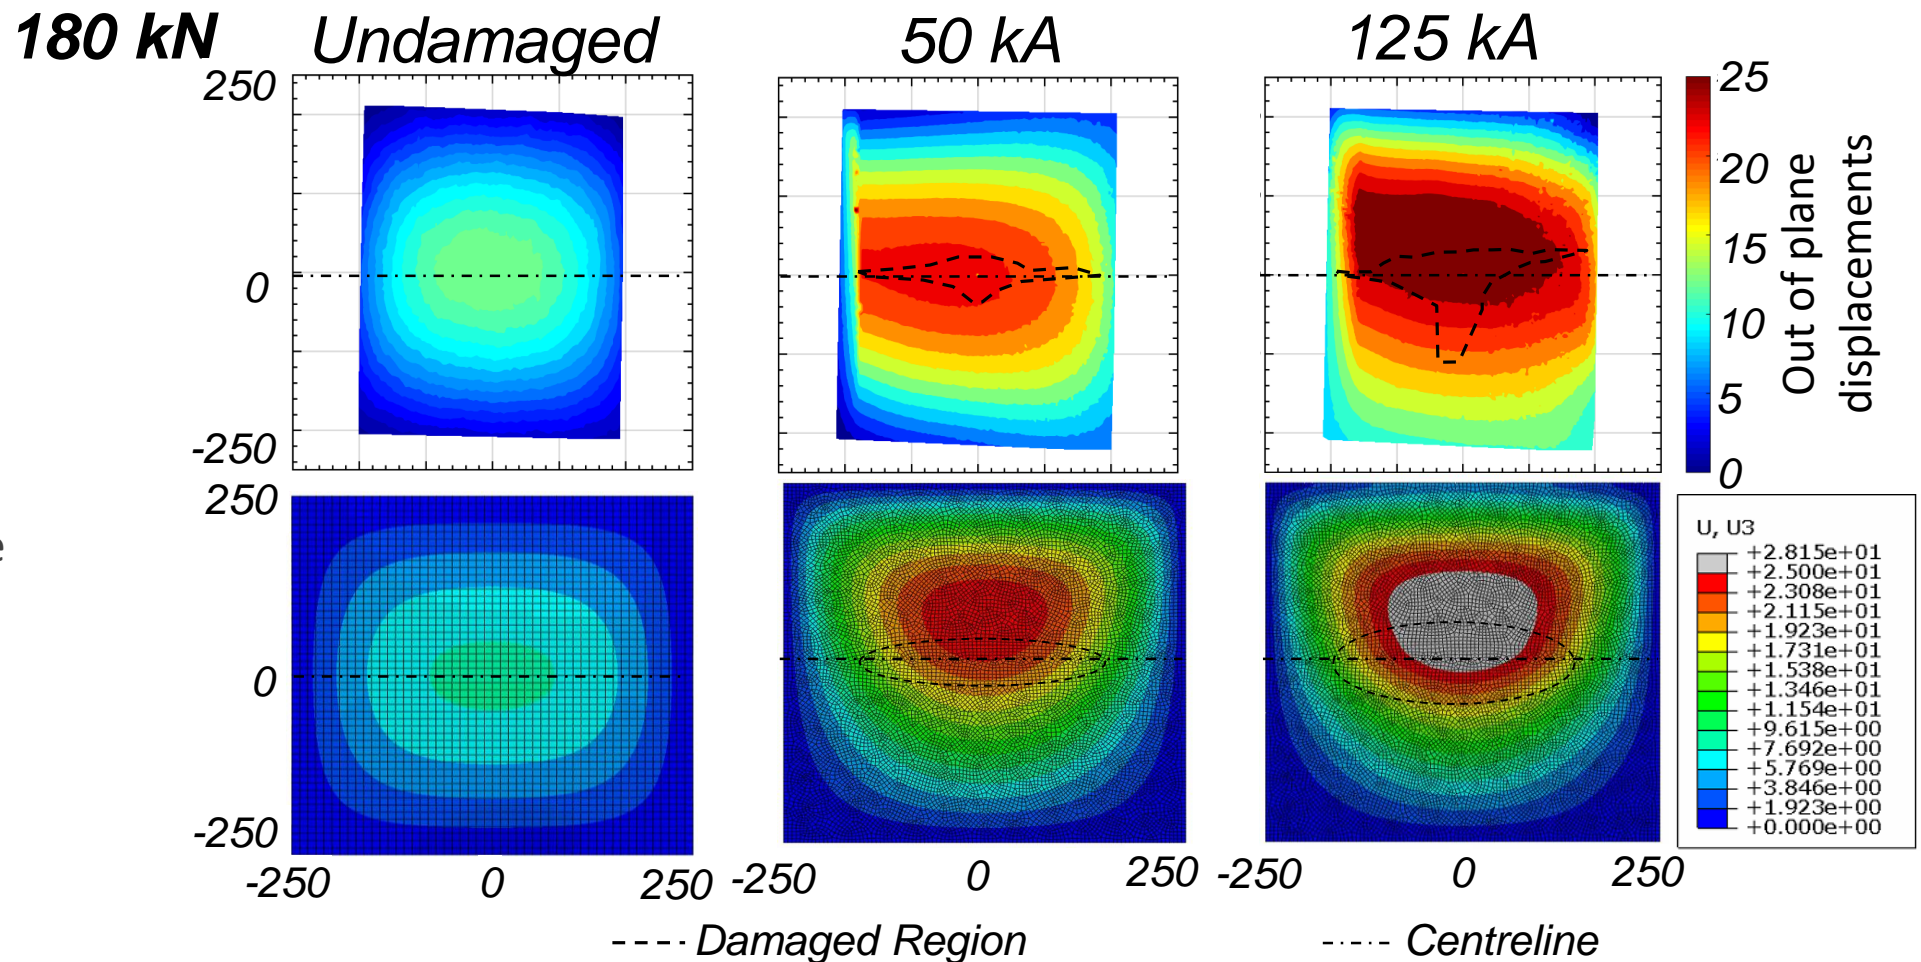 180 kN
Undamaged
50 kA
125 kA
250
0
-250
25
20
15
10
5
0
Out of plane
displacements
e
250
0
-250
-250
0
250
-250
0
250
-250
0
250
U, U3
+2.815e+01
+2.500e+01
+2.308e+01
+2.115e+01
+1.923e+01
+1.731e+01
+1.538e+01
+1.346e+01
+1.154e+01
+9.615e+00
+7.692e+00
+5.769e+00
+3.846e+00
+1.923e+00
+0.000e+00
Damaged Region
Centreline